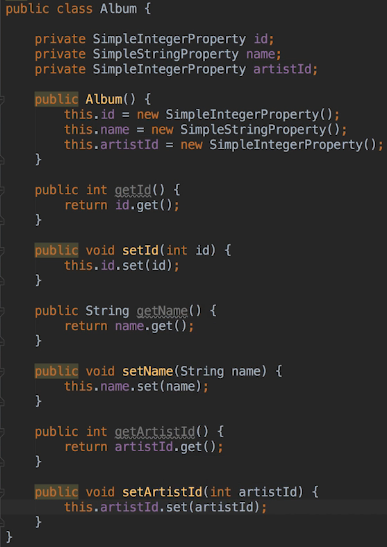 public class Album {
    private SimpleIntegerProperty id;
    private SimpleStringProperty name;
    private SimpleIntegerProperty artistId;
    public Album() {
        this.id = new SimpleIntegerProperty();
        this.name = new SimpleStringProperty();
        this.artistId = new SimpleIntegerProperty();
    }
    public int getId() {
        return id.get();
    }
    public void setId(int id) {
        this.id.set(id);
    }
    public String getName() {
        return name.get();
    }
    public void setName(String name) {
        this.name.set(name);
    }
    public int getArtistId() {
        return artistId.get();
    }
    public void setArtistId(int artistId) {
        this.artistId.set(artistId);
    }
}